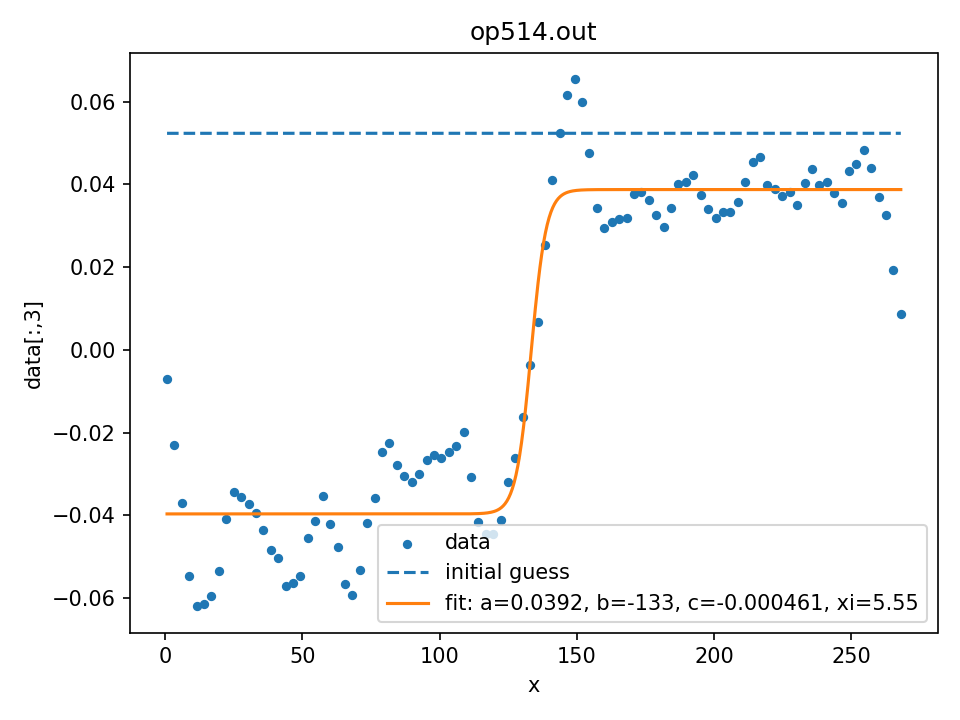 op514.out
0.06
0.04
0.02
0.00
−0.02
−0.04
−0.06
data[:,3]
data
initial guess
fit: a=0.0392, b=-133, c=-0.000461, xi=5.55
0 50 100 150 200 250
x